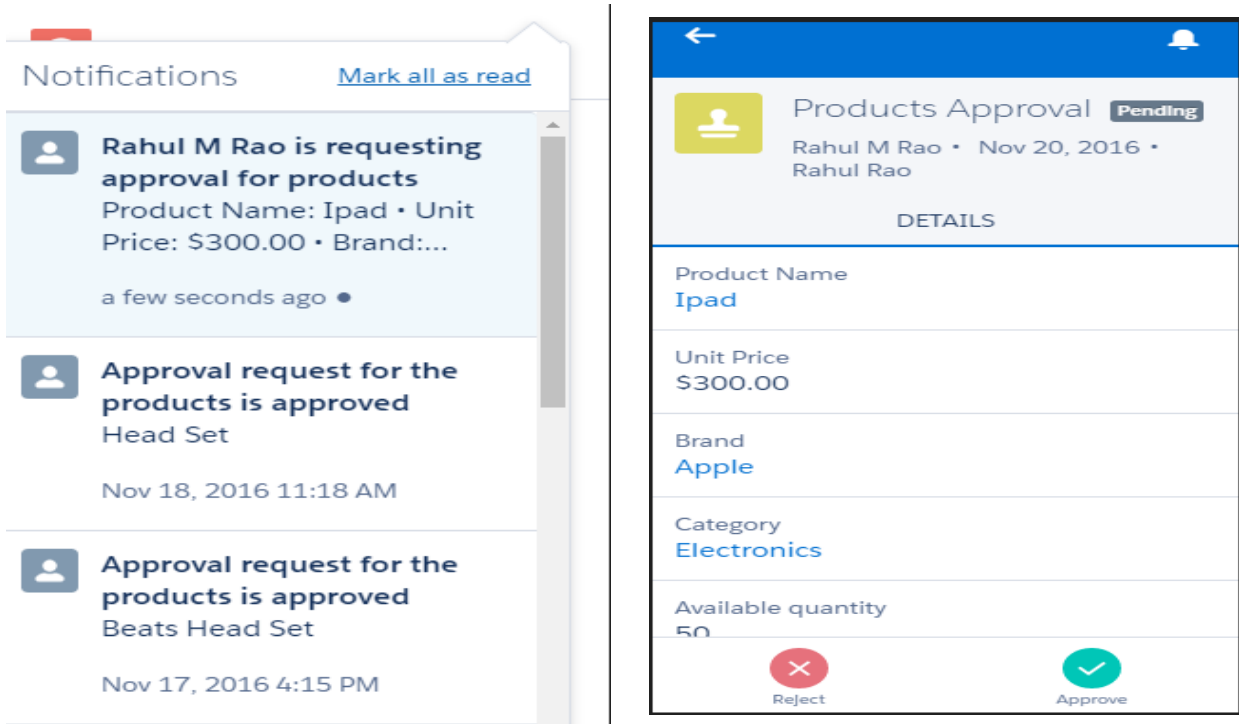 Notifications
Mark all as read
Rahul M Rao is requesting
approval for products
Product Name: Ipad • Unit
Price: $300.00 • Brand:...
a few seconds ago •
Approval request for the
products is approved
Head Set
Nov 18, 2016 11:18 AM
Approval request for the
products is approved
Beats Head Set
Nov 17, 2016 4:15 PM
Products Approval Pending
Rahul M Rao • Nov 20, 2016 •
Rahul Rao
DETAILS
Product Name
Ipad
Unit Price
$300.00
Brand
Apple
Category
Electronics
Available quantity
50
Reject
Approve